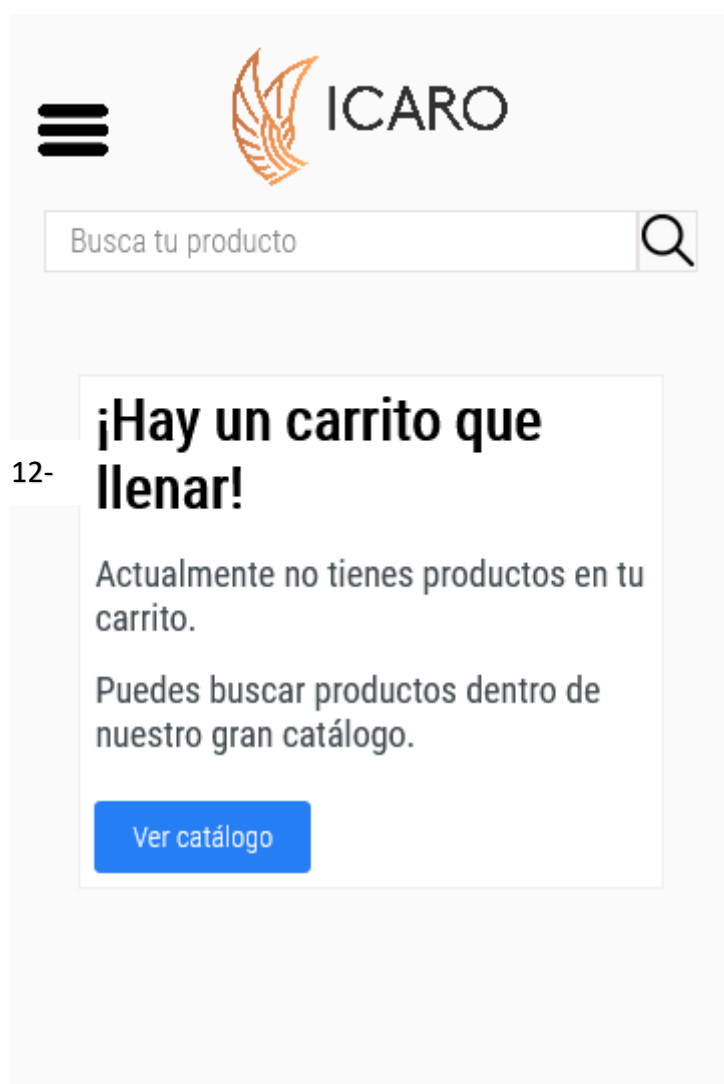 ICARO
Busca tu producto
¡Hay un carrito que
12-
llenar!
Actualmente no tienes productos en tu
carrito.
Puedes buscar productos dentro de
nuestro gran catálogo.
Ver catálogo